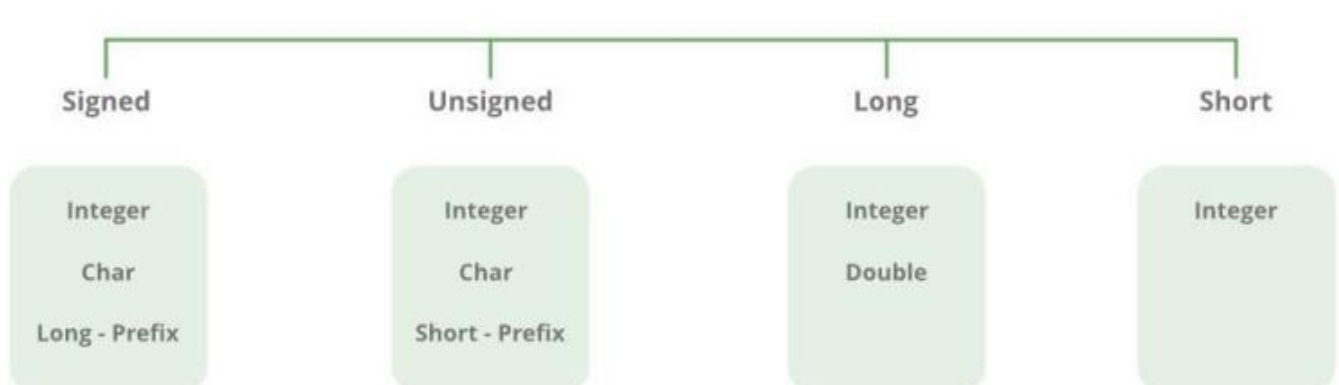 Signed
Unsigned
Long
Short
Integer
Char
Long - Prefix
Integer
Char
Short - Prefix
Integer
Double
Integer